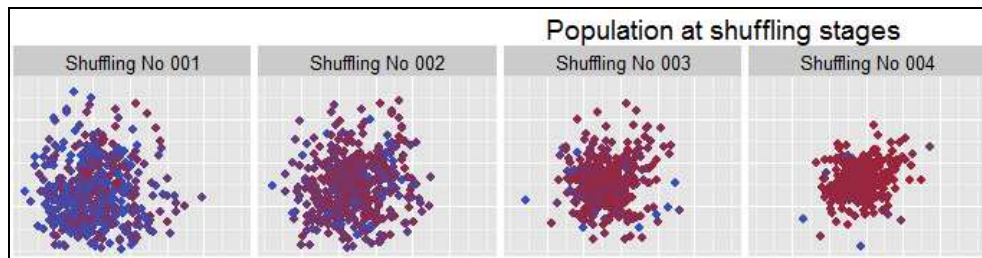 Population at shuffling stages
Shuffling No 001
Shuffling No 002
Shuffling No 003
Shuffling No 004